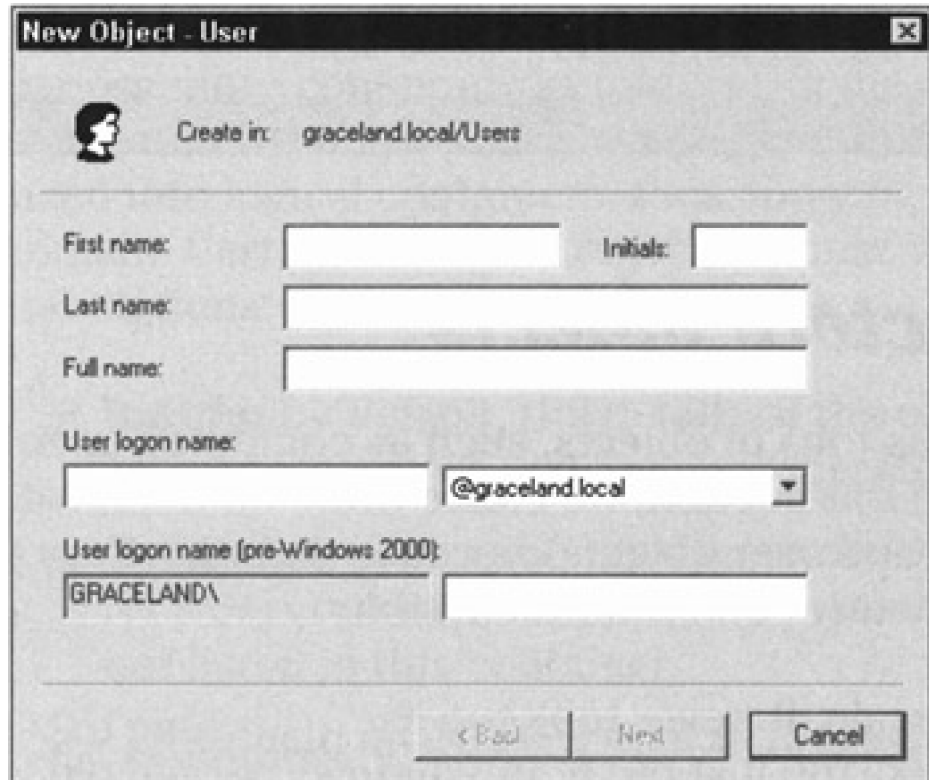 New Object - User
Create in: graceland.local/Users
First name:
Initials:
Last name:
Full name:
User logon name:
@graceland.local
User logon name (pre-Windows 2000):
GRACELAND\
< Back
Next
Cancel